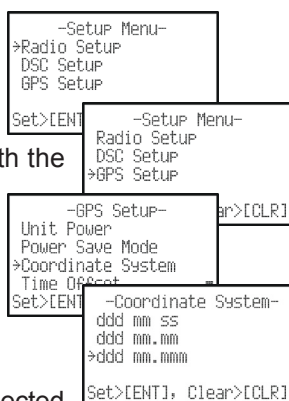 -Setup Menu-
→Radio Setup
DSC Setup
GPS Setup
Set>[ENT
-Setup Menu-
Radio Setup
DSC Setup
→GPS Setup
th the
ar>[CLR]
-GPS Setup-
Unit Power
Power Save Mode
→Coordinate System
Time Offset
Set>[ENT
-Coordinate System-
ddd mm ss
ddd mm.mm
→ddd mm.mmm
Set>[ENT], Clear>[CLR]
ected